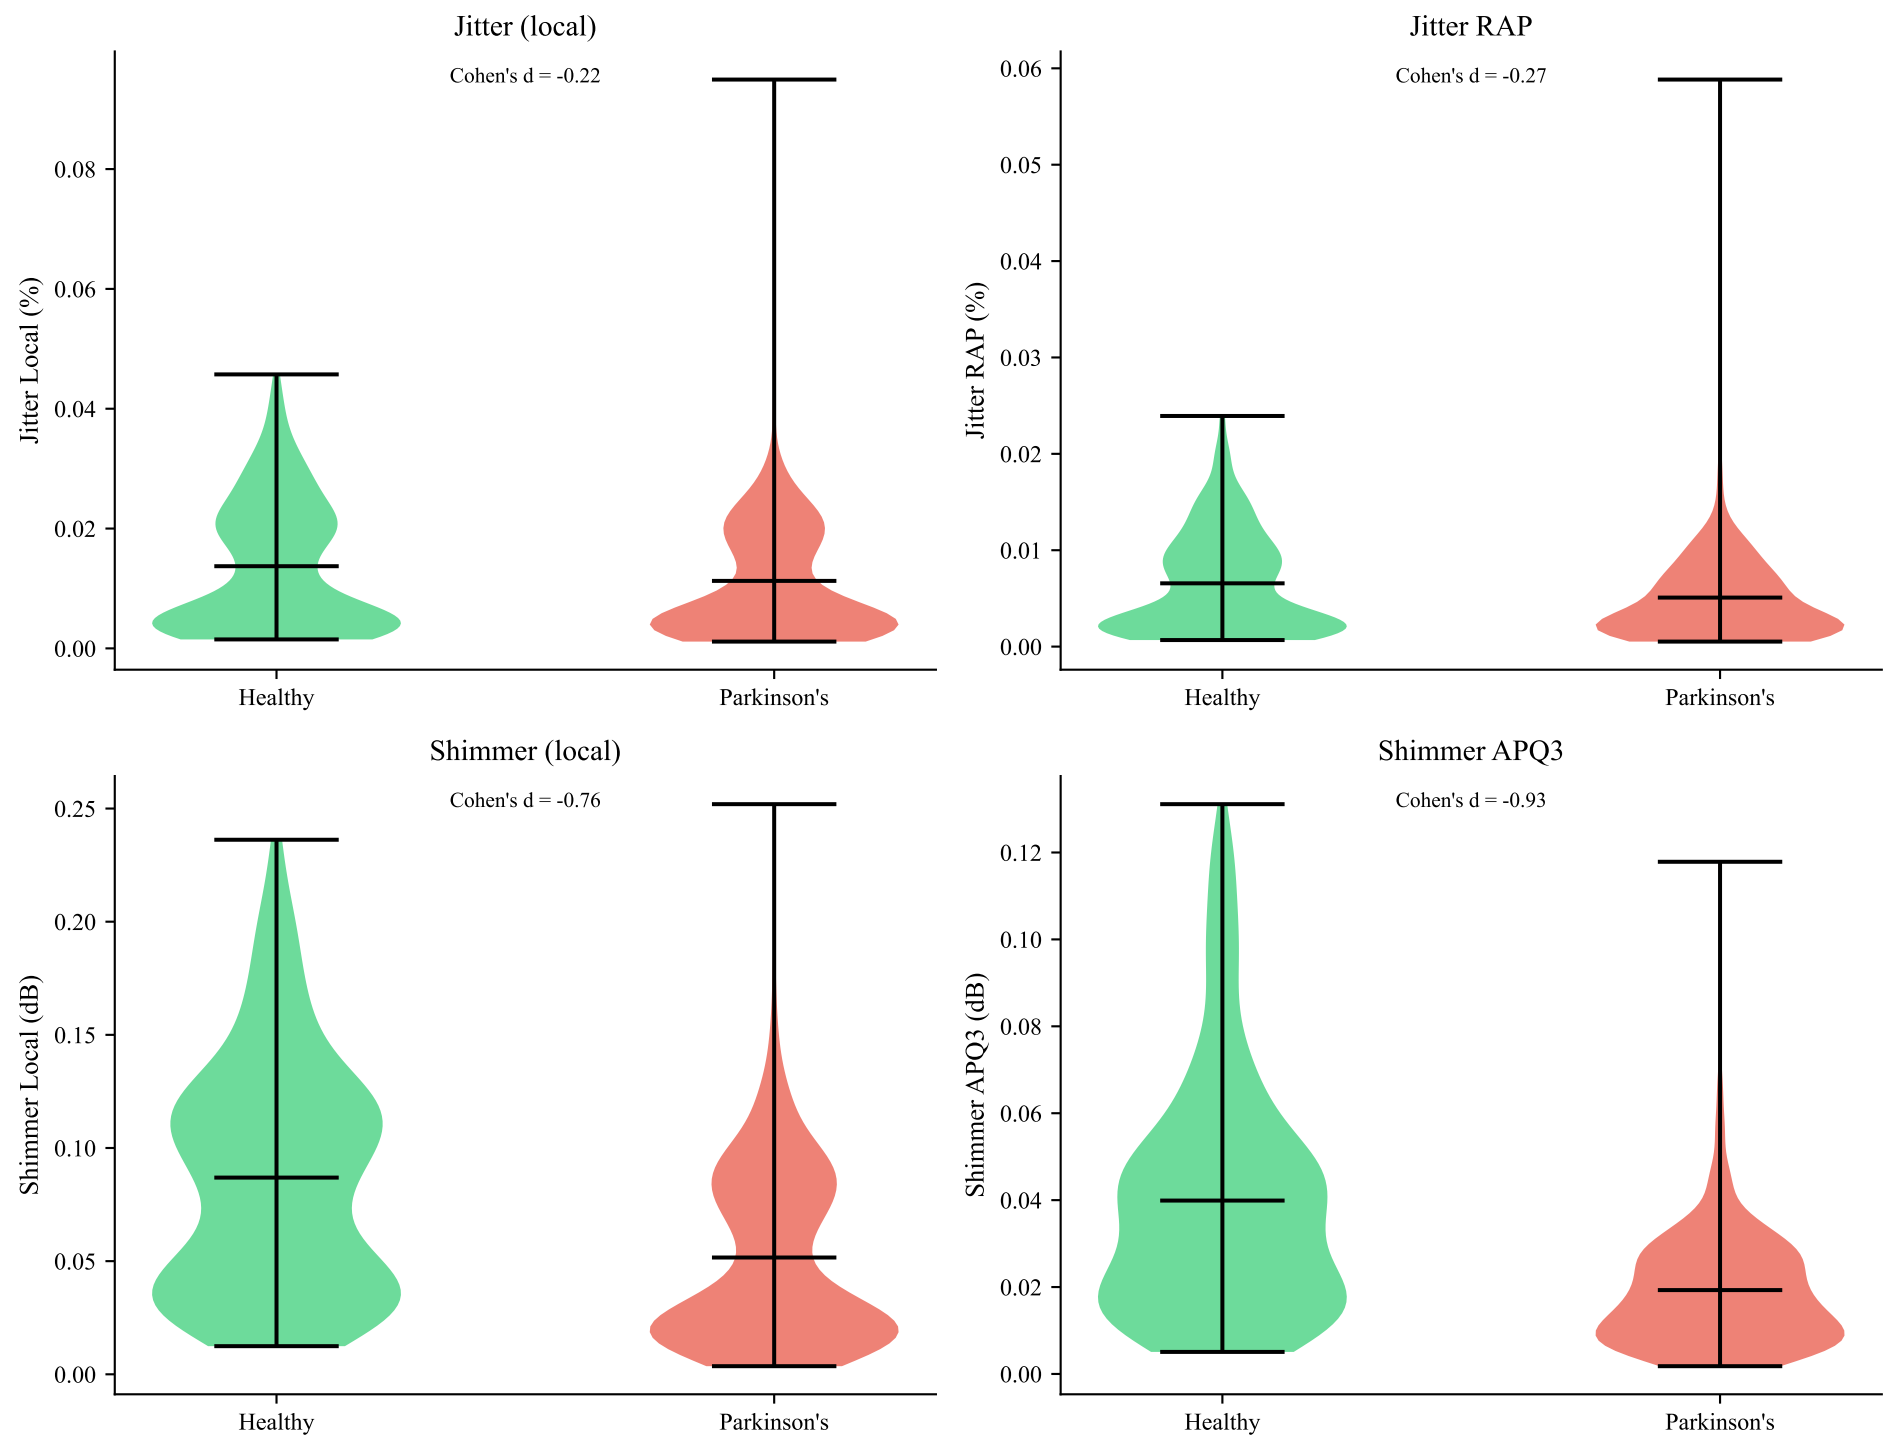 Jitter (local)
Cohen's d = -0.22
Jitter Local (%)
0.08
0.06
0.04
0.02
0.00
Healthy
Parkinson's
Jitter RAP
Cohen's d = -0.27
Jitter RAP (%)
0.06
0.05
0.04
0.03
0.02
0.01
0.00
Healthy
Parkinson's
Shimmer (local)
Cohen's d = -0.76
Shimmer Local (dB)
0.25
0.20
0.15
0.10
0.05
0.00
Healthy
Parkinson's
Shimmer APQ3
Cohen's d = -0.93
Shimmer APQ3 (dB)
0.12
0.10
0.08
0.06
0.04
0.02
0.00
Healthy
Parkinson's